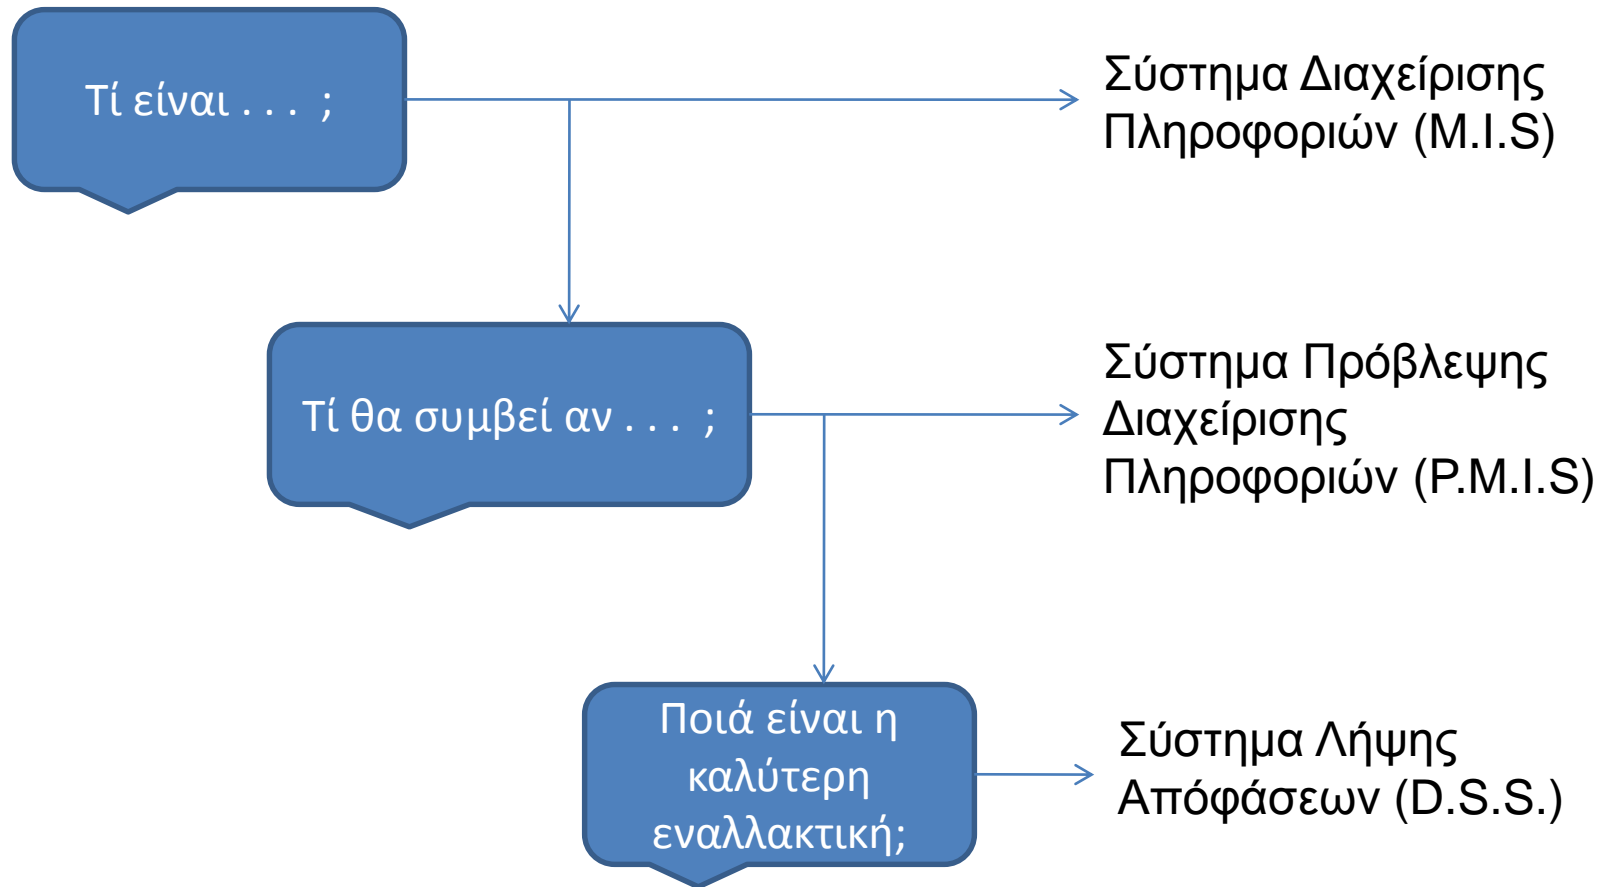 Τί είναι . . .  ;
Σύστημα Διαχείρισης
Πληροφοριών (M.I.S)
Τί θα συμβεί αν . . .  ;
Σύστημα Πρόβλεψης
Διαχείρισης
Πληροφοριών (P.M.I.S)
Ποιά είναι η
καλύτερη
εναλλακτική;
Σύστημα Λήψης
Απόφάσεων (D.S.S.)